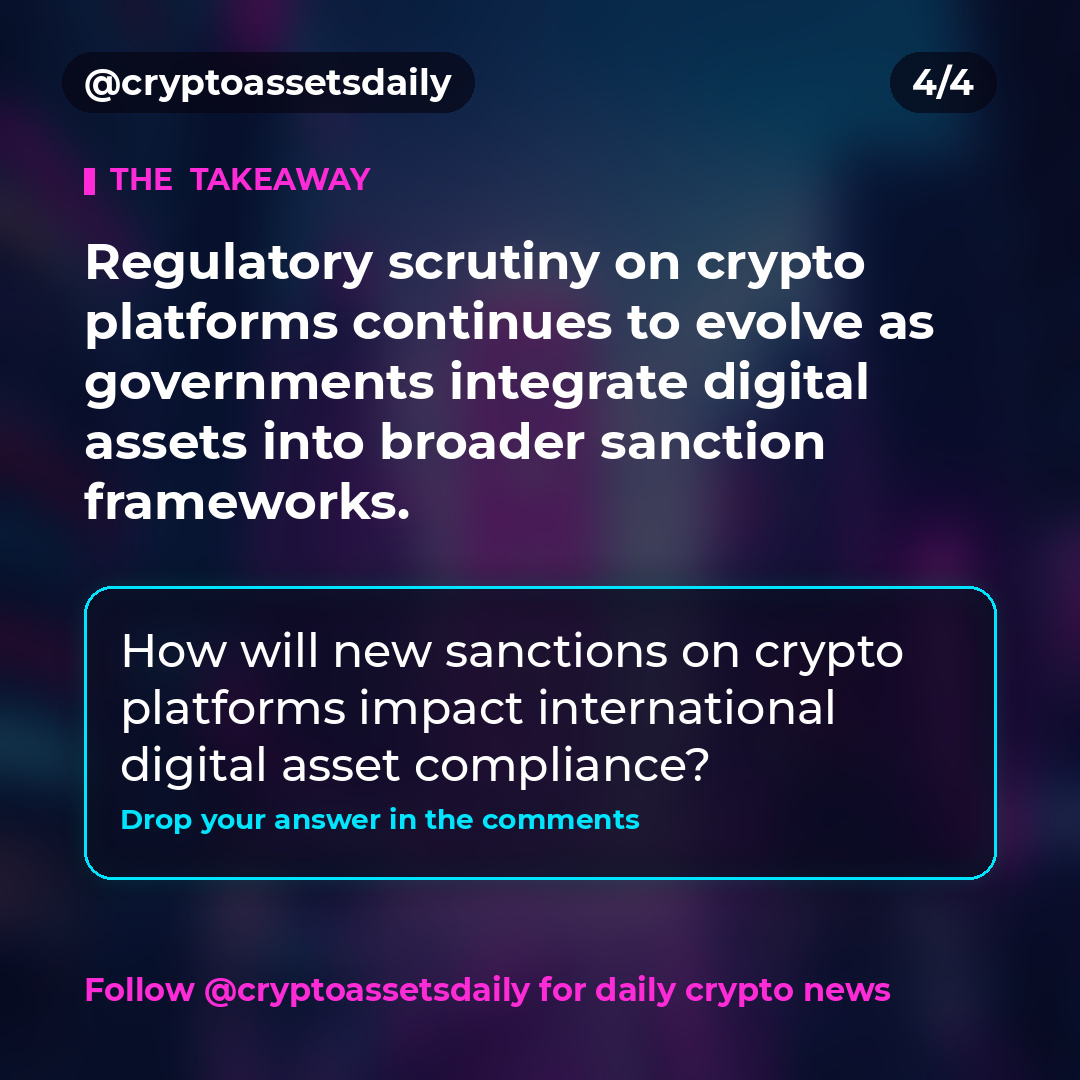 @cryptoassetsdaily
4/4
THE TAKEAWAY
Regulatory scrutiny on crypto
platforms continues to evolve as
governments integrate digital
assets into broader sanction
frameworks.
How will new sanctions on crypto
platforms impact international
digital asset compliance?
Drop your answer in the comments
Follow @cryptoassetsdaily for daily crypto news